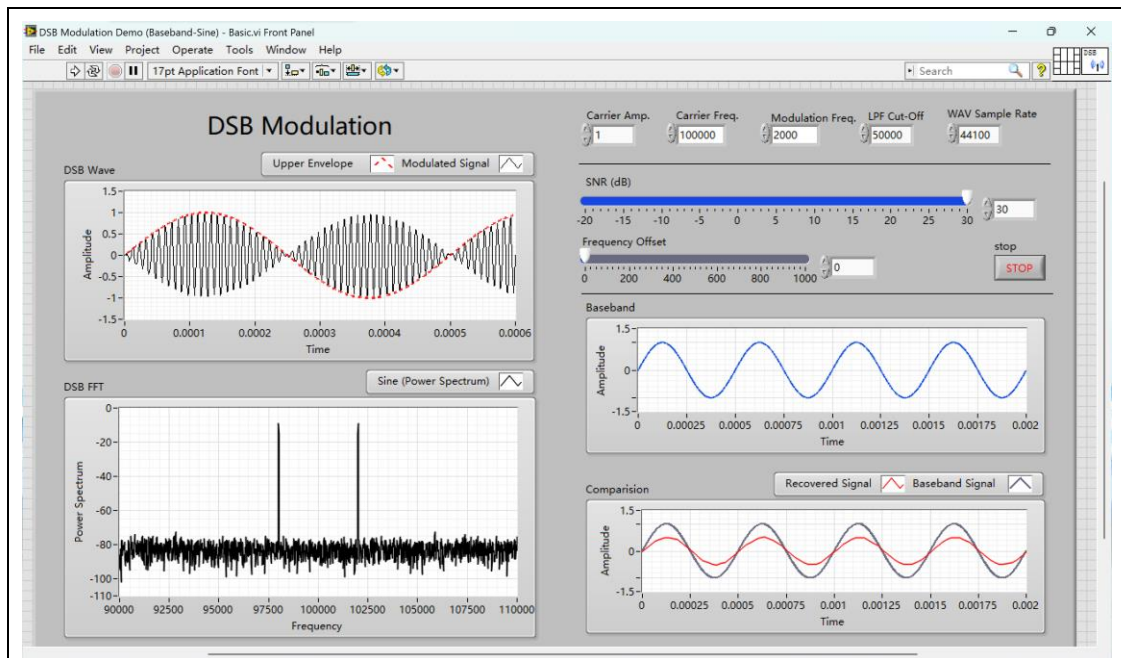 DSB Modulation Demo (Baseband-Sine) - Basic.vi Front Panel
File Edit View Project Operate Tools Window Help
17pt Application Font
Search
DSB
DSB Modulation
Carrier Amp. Carrier Freq. Modulation Freq. LPF Cut-Off WAV Sample Rate
1 100000 2000 50000 44100
DSB Wave
Upper Envelope Modulated Signal
1.5
1
0.5
0
-0.5
-1
-1.5
Amplitude
0 0.0001 0.0002 0.0003 0.0004 0.0005 0.0006
Time
SNR (dB)
-20 -15 -10 -5 0 5 10 15 20 25 30
30
Frequency Offset
0 200 400 600 800 1000
0
stop
STOP
Baseband
1.5
0
-1.5
Amplitude
0 0.00025 0.0005 0.00075 0.001 0.00125 0.0015 0.00175 0.002
Time
DSB FFT
Sine (Power Spectrum)
0
-20
-40
-60
-80
-100
-110
Power Spectrum
90000 92500 95000 97500 100000 102500 105000 107500 110000
Frequency
Comparision
Recovered Signal Baseband Signal
1.5
0
-1.5
Amplitude
0 0.00025 0.0005 0.00075 0.001 0.00125 0.0015 0.00175 0.002
Time